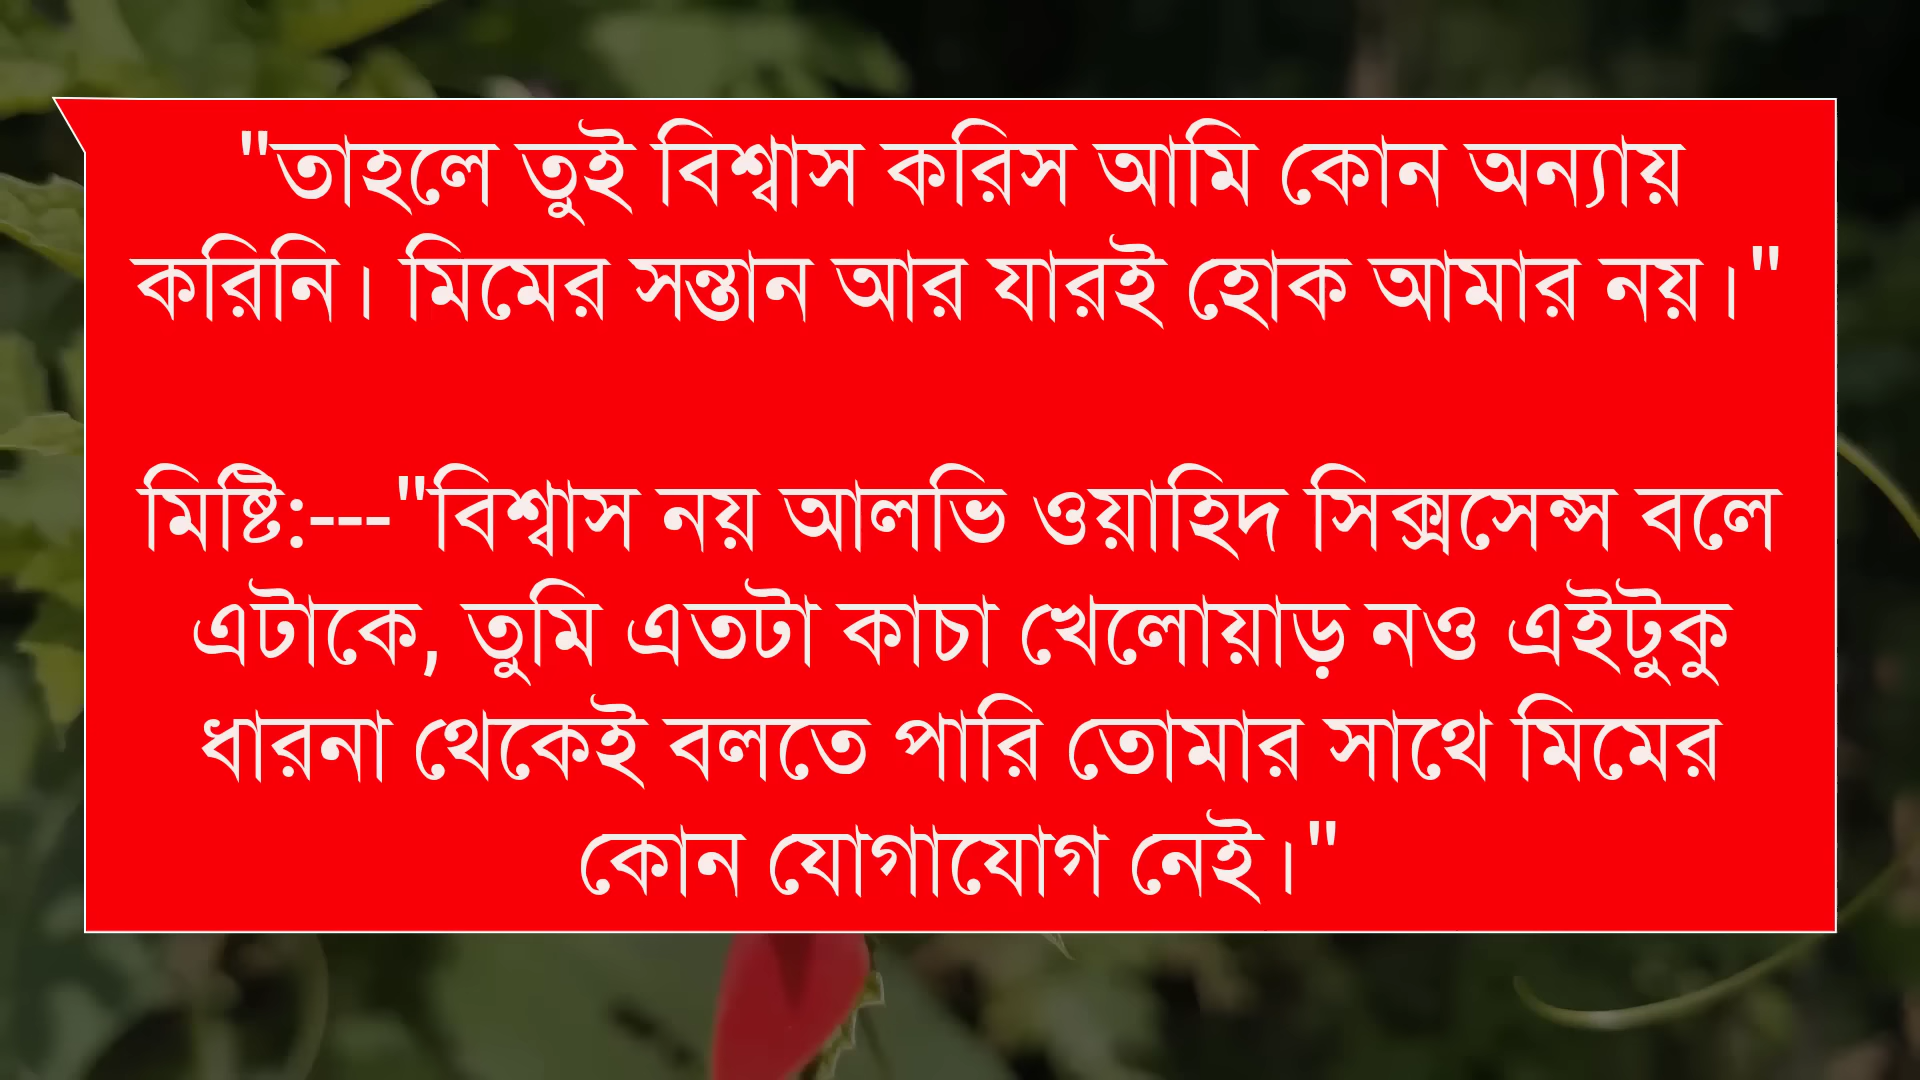 "তাহলে তুই বিশ্বাস করিস আমি কোন অন্যায়
করিনি। মিমের সন্তান আর যারই হোক আমার নয়।"
মিষ্টি:---"বিশ্বাস নয় আলভি ওয়াহিদ সিক্সসেন্স বলে
এটাকে, তুমি এতটা কাচা খেলোয়াড় নও এইটুকু
ধারনা থেকেই বলতে পারি তোমার সাথে মিমের
কোন যোগাযোগ নেই।"